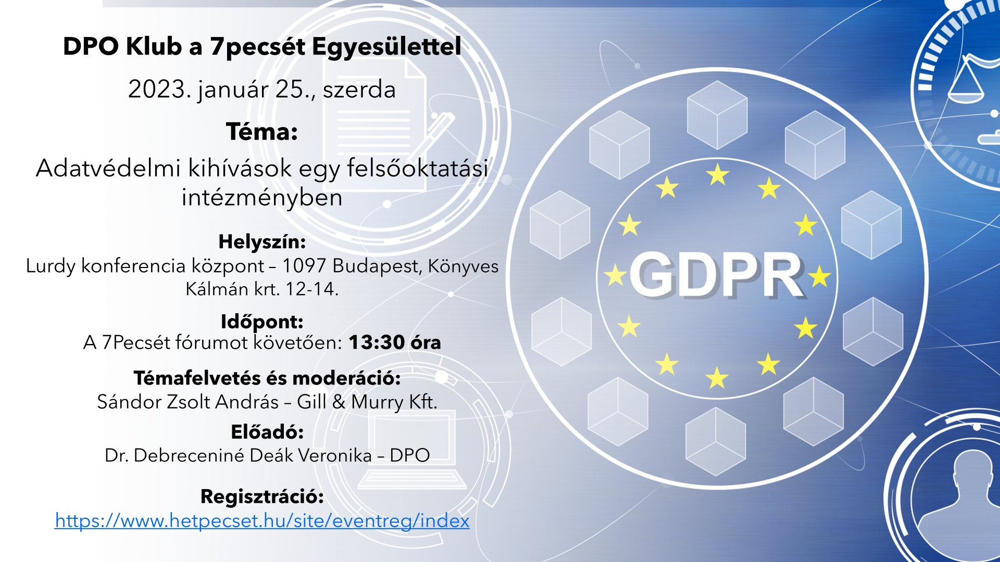 DPO Klub a 7pecsét Egyesülettel
2023. január 25., szerda
Téma:
Adatvédelmi kihívások egy felsőoktatási
intézményben
Helyszín:
Lurdy konferencia központ – 1097 Budapest, Könyves
Kálmán krt. 12-14.
Időpont:
A 7Pecsét fórumot követően: 13:30 óra
Témafelvetés és moderáció:
Sándor Zsolt András – Gill & Murry Kft.
Előadó:
Dr. Debreceniné Deák Veronika – DPO
Regisztráció:
https://www.hetpecset.hu/site/eventreg/index
GDPR